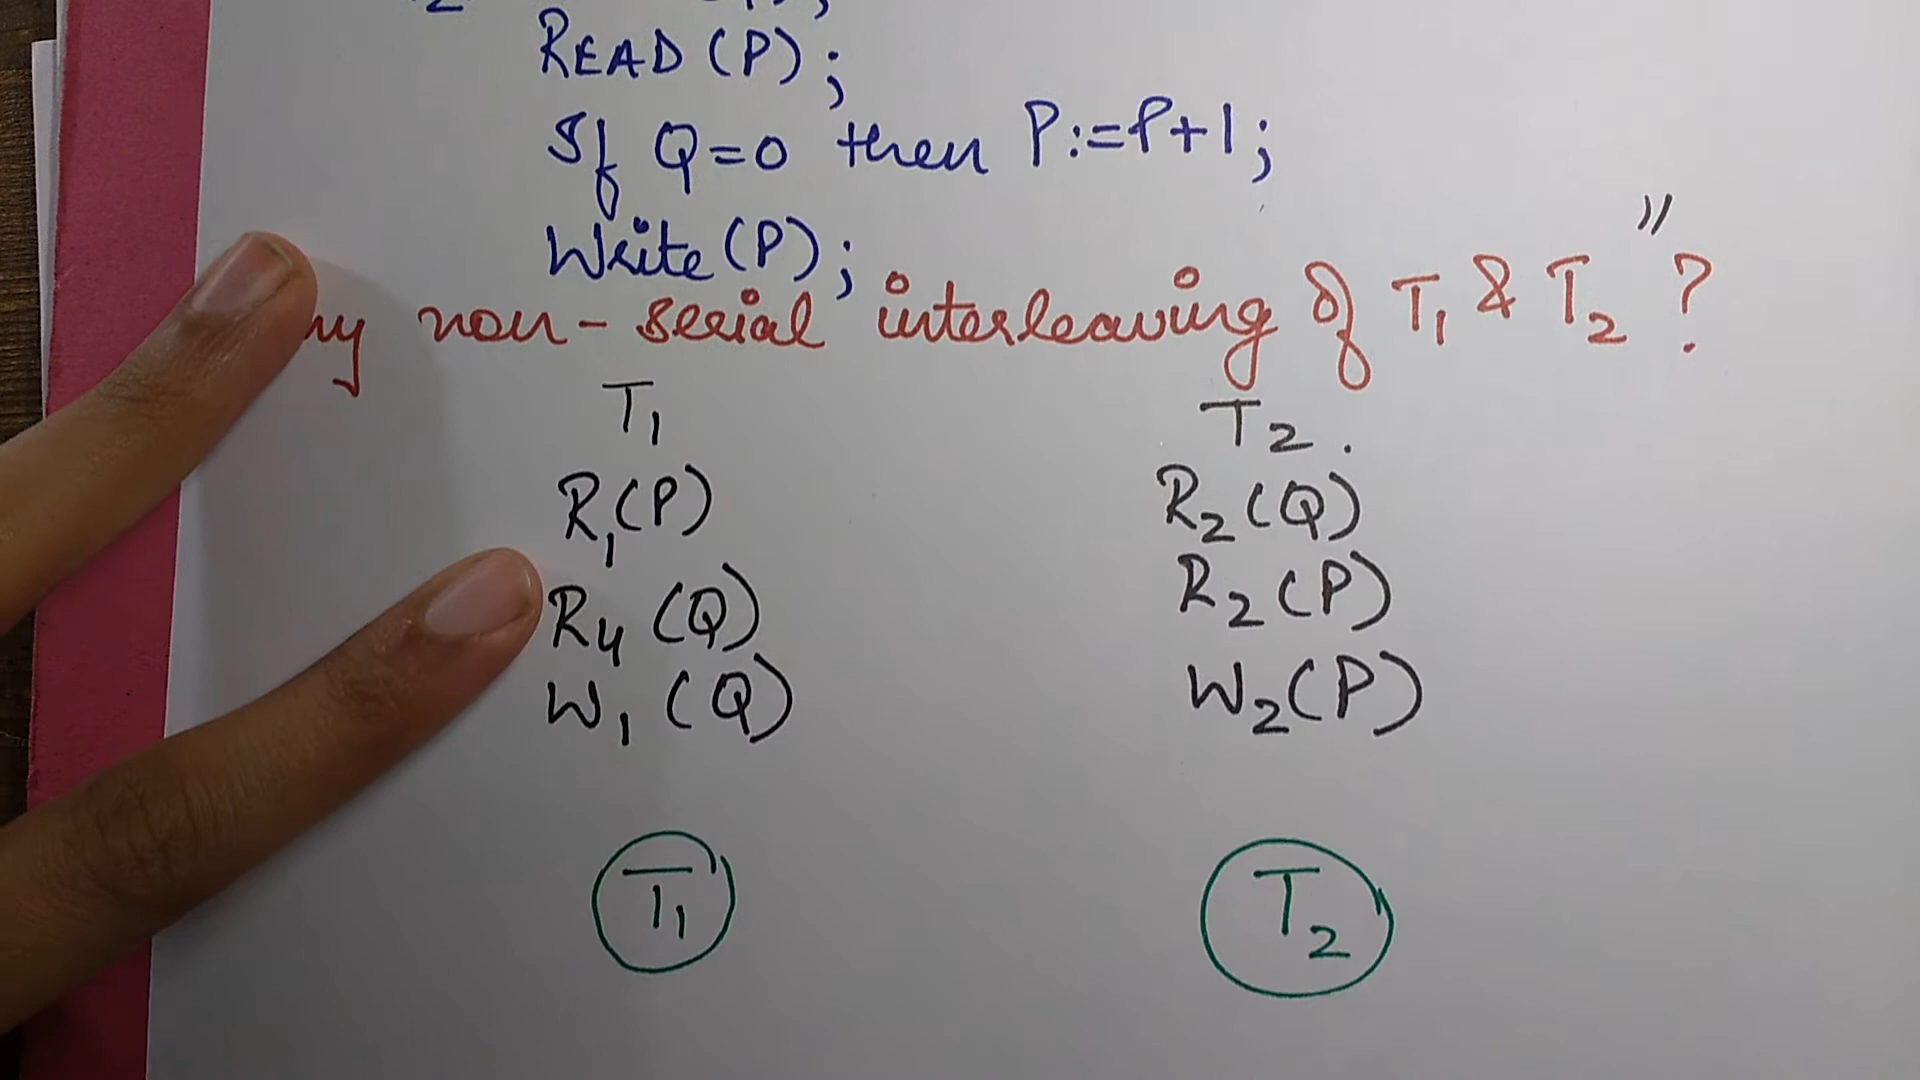 READ (P);
If Q=0 then P:=P+1;
Write (P);
ny non-serial interleaving of T1 & T2"?
T1 T2.
R1(P) R2(Q)
R4(Q) R2(P)
W1(Q) W2(P)
T1 T2